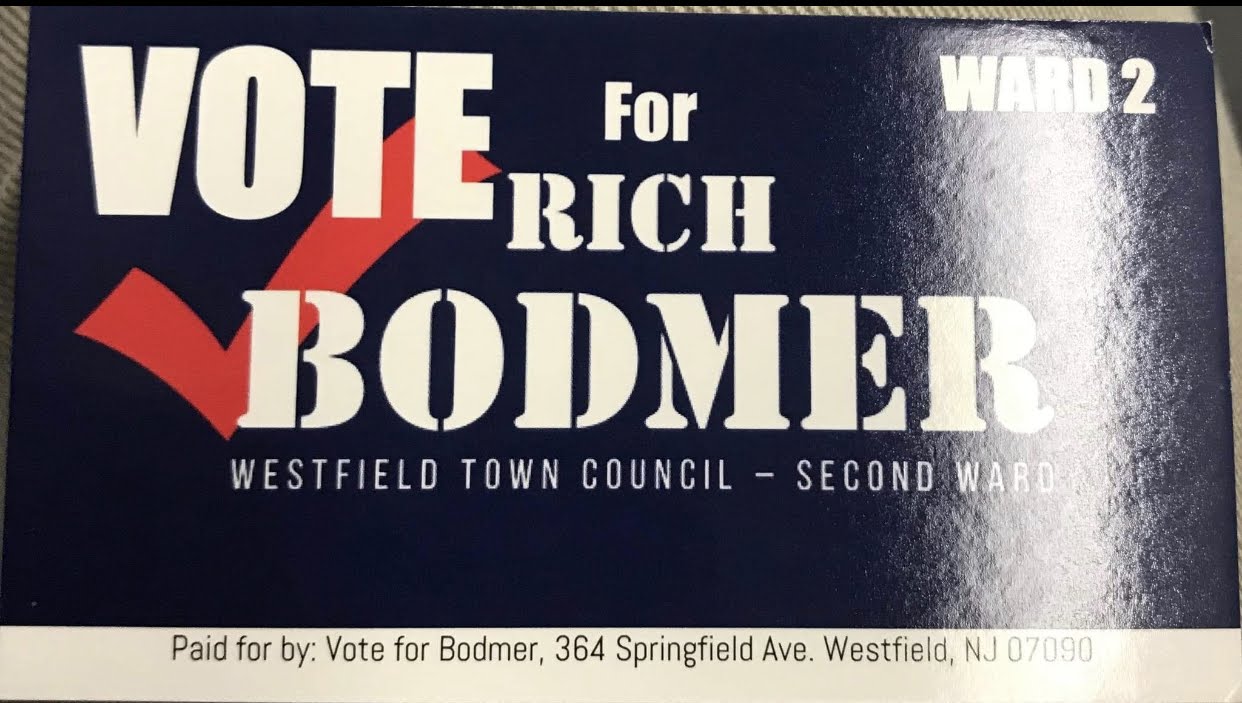 VOTE For
WARD 2
RICH
BODMER
WESTFIELD TOWN COUNCIL – SECOND WARD
Paid for by: Vote for Bodmer, 364 Springfield Ave. Westfield, NJ 07090